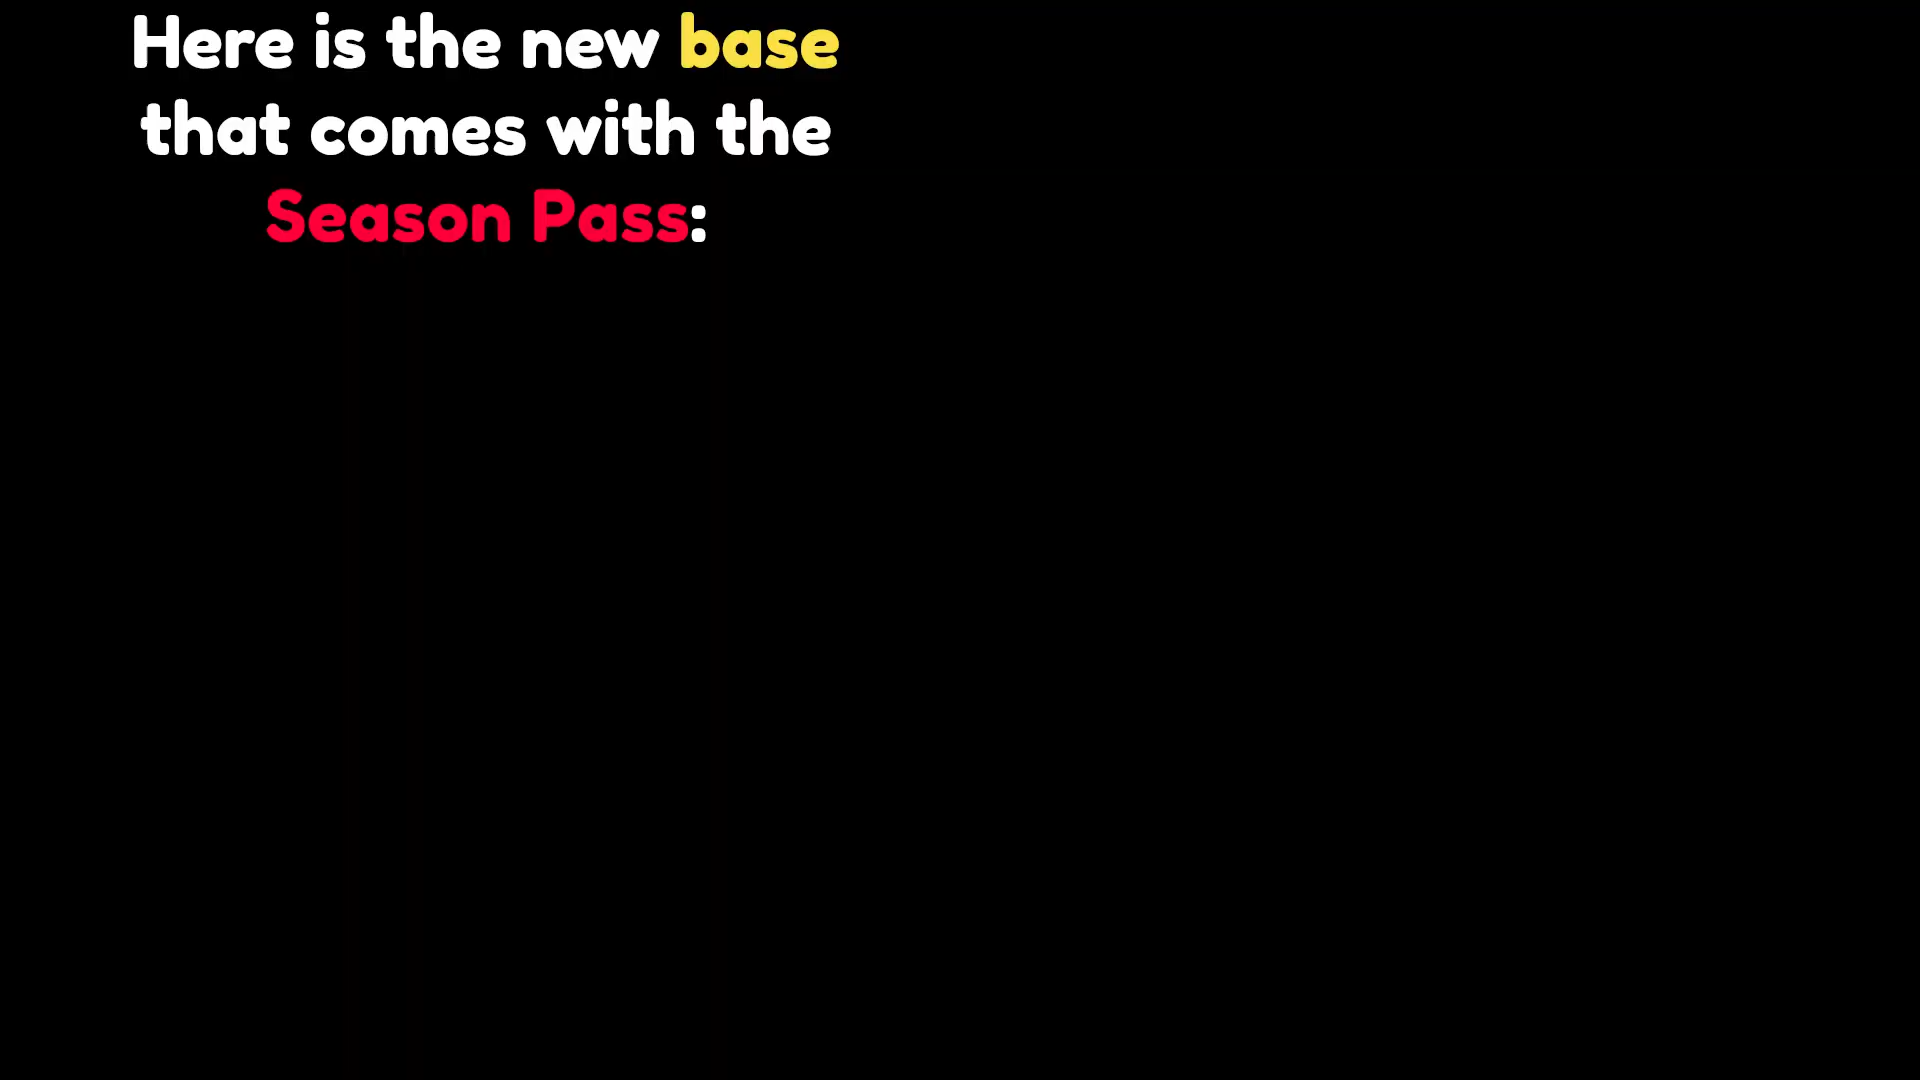 Here is the new base
that comes with the
Season Pass: